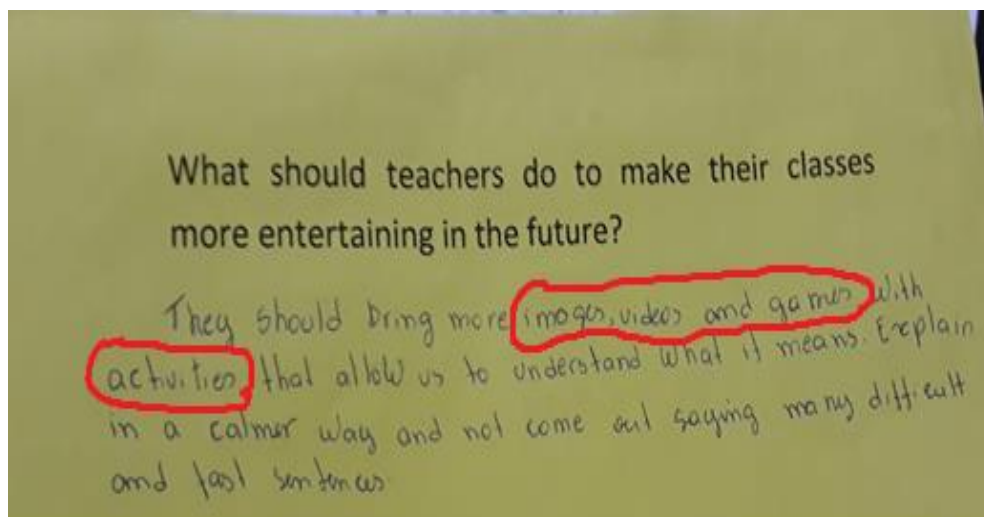 What should teachers do to make their classes
more entertaining in the future?
They should bring more images, videos and games with
activities that allow us to understand what it means. Explain
in a calmer way and not come out saying many difficult
and fast sentences